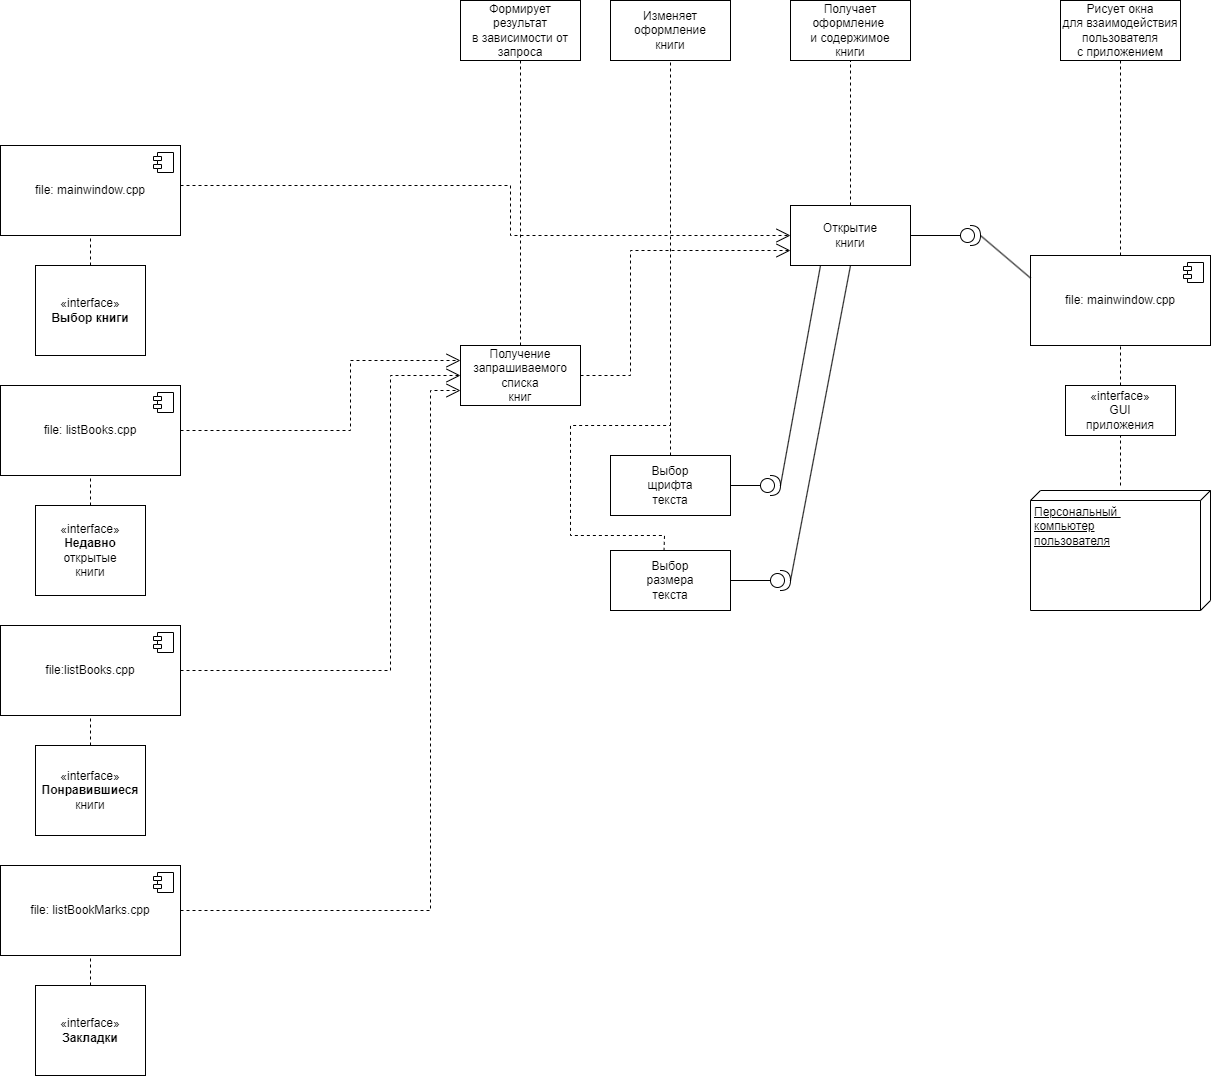 Формирует
результат
в зависимости от
запроса
Изменяет
оформление
книги
Получает
оформление
и содержимое
книги
Рисует окна
для взаимодействия
пользователя
с приложением
file: mainwindow.cpp
«interface»
Выбор книги
file: listBooks.cpp
«interface»
Недавно
открытые
книги
file:listBooks.cpp
«interface»
Понравившиеся
книги
file: listBookMarks.cpp
«interface»
Закладки
Получение
запрашиваемого
списка
книг
Выбор
щрифта
текста
Выбор
размера
текста
Открытие
книги
file: mainwindow.cpp
«interface»
GUI
приложения
Персональный
компьютер
пользователя